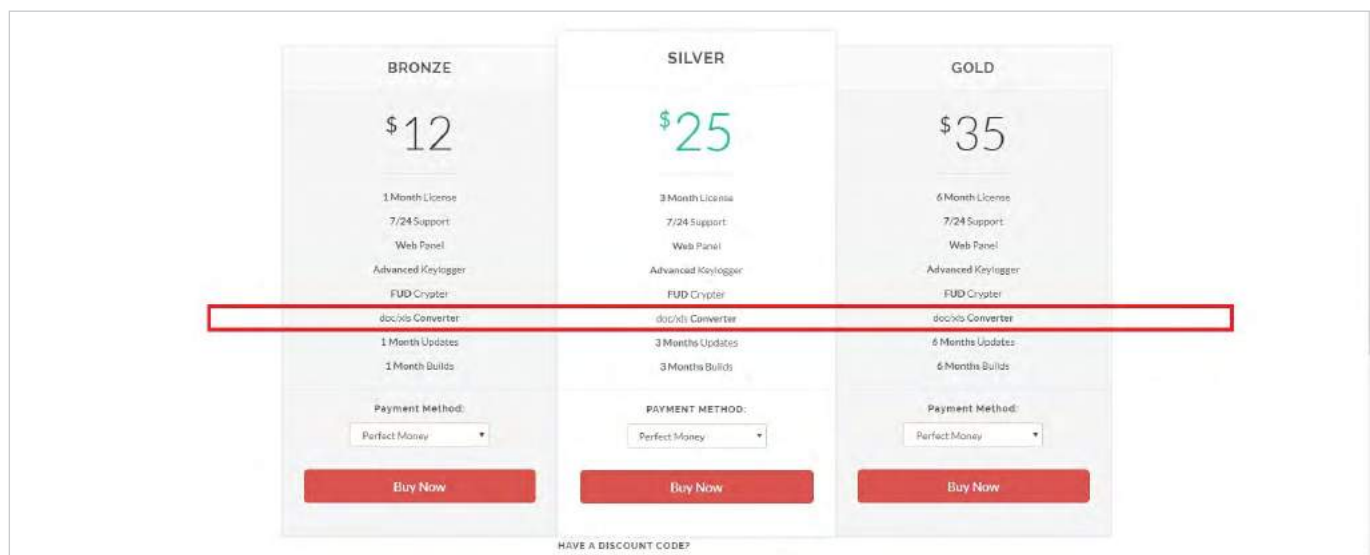 BRONZE
$12
1 Month License
7/24 Support
Web Panel
Advanced Keylogger
FUD Crypter
doc/xls Converter
1 Month Updates
1 Month Builds
Payment Method:
Perfect Money
Buy Now
SILVER
$25
3 Month License
7/24 Support
Web Panel
Advanced Keylogger
FUD Crypter
doc/xls Converter
3 Months Updates
3 Months Builds
PAYMENT METHOD:
Perfect Money
Buy Now
GOLD
$35
6 Month License
7/24 Support
Web Panel
Advanced Keylogger
FUD Crypter
doc/xls Converter
6 Months Updates
6 Months Builds
Payment Method:
Perfect Money
Buy Now
HAVE A DISCOUNT CODE?